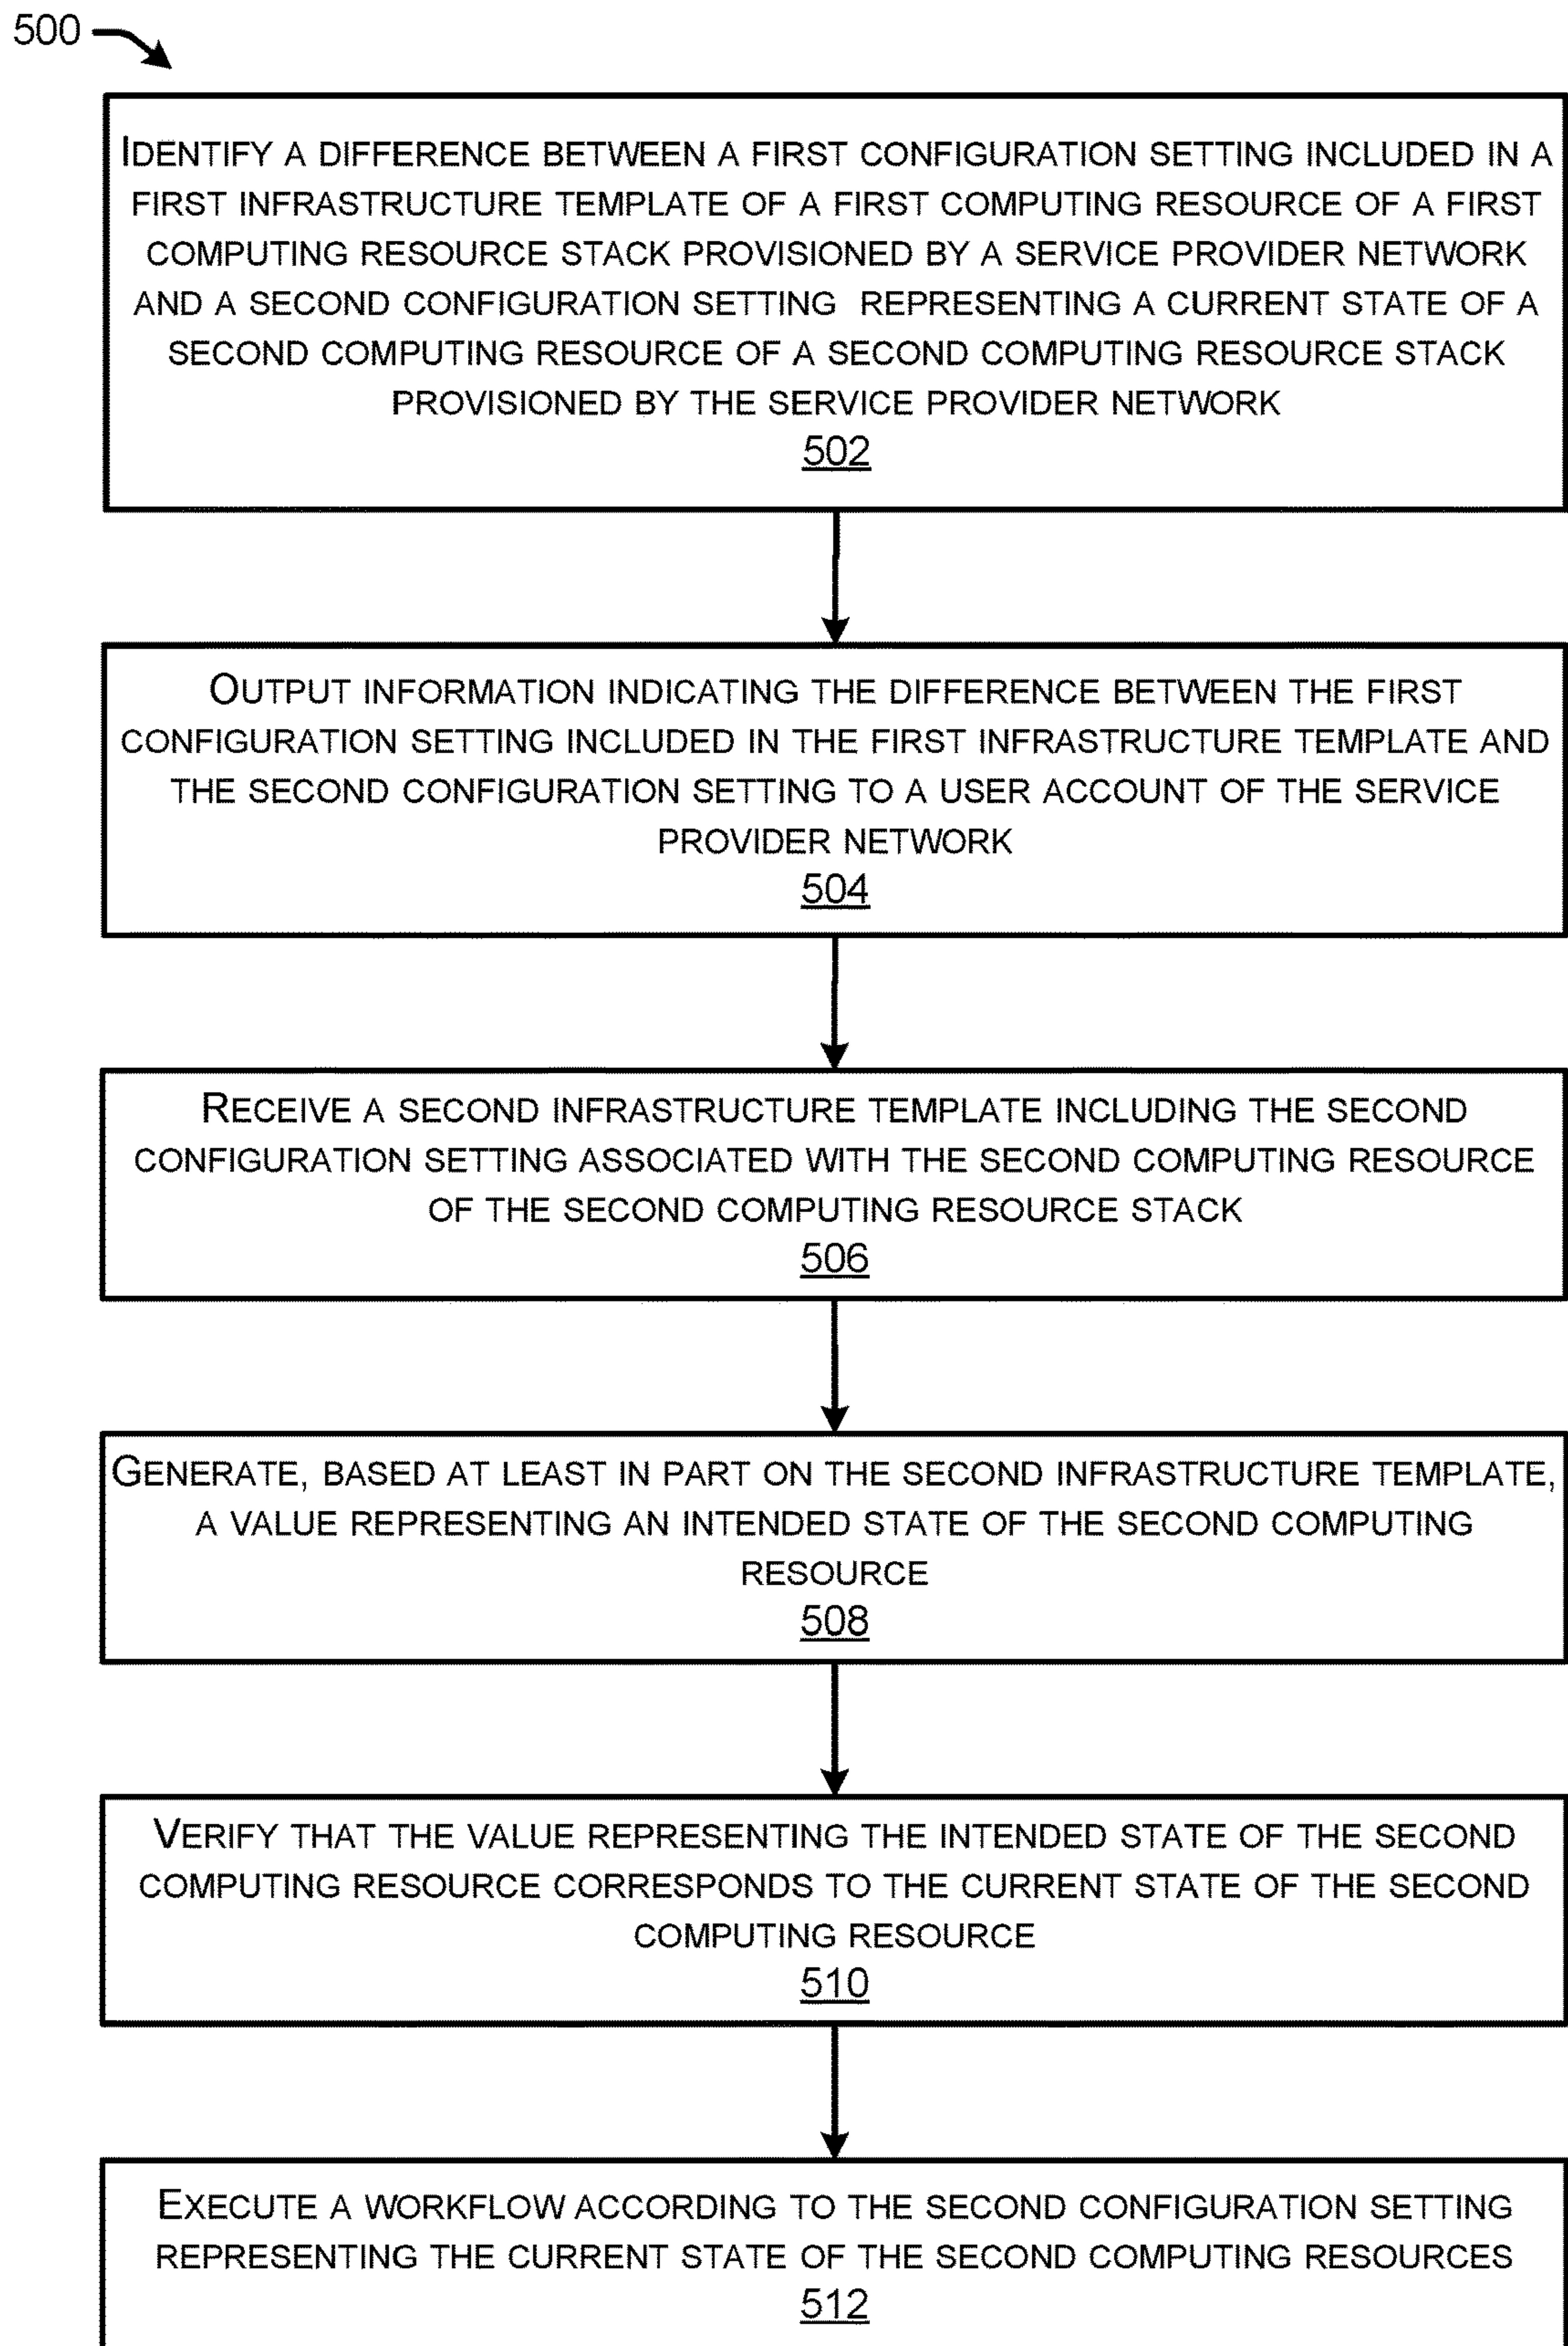 500
IDENTIFY A DIFFERENCE BETWEEN A FIRST CONFIGURATION SETTING INCLUDED IN A
FIRST INFRASTRUCTURE TEMPLATE OF A FIRST COMPUTING RESOURCE OF A FIRST
COMPUTING RESOURCE STACK PROVISIONED BY A SERVICE PROVIDER NETWORK
AND A SECOND CONFIGURATION SETTING REPRESENTING A CURRENT STATE OF A
SECOND COMPUTING RESOURCE OF A SECOND COMPUTING RESOURCE STACK
PROVISIONED BY THE SERVICE PROVIDER NETWORK
502
OUTPUT INFORMATION INDICATING THE DIFFERENCE BETWEEN THE FIRST
CONFIGURATION SETTING INCLUDED IN THE FIRST INFRASTRUCTURE TEMPLATE AND
THE SECOND CONFIGURATION SETTING TO A USER ACCOUNT OF THE SERVICE
PROVIDER NETWORK
504
RECEIVE A SECOND INFRASTRUCTURE TEMPLATE INCLUDING THE SECOND
CONFIGURATION SETTING ASSOCIATED WITH THE SECOND COMPUTING RESOURCE
OF THE SECOND COMPUTING RESOURCE STACK
506
GENERATE, BASED AT LEAST IN PART ON THE SECOND INFRASTRUCTURE TEMPLATE,
A VALUE REPRESENTING AN INTENDED STATE OF THE SECOND COMPUTING
RESOURCE
508
VERIFY THAT THE VALUE REPRESENTING THE INTENDED STATE OF THE SECOND
COMPUTING RESOURCE CORRESPONDS TO THE CURRENT STATE OF THE SECOND
COMPUTING RESOURCE
510
EXECUTE A WORKFLOW ACCORDING TO THE SECOND CONFIGURATION SETTING
REPRESENTING THE CURRENT STATE OF THE SECOND COMPUTING RESOURCES
512